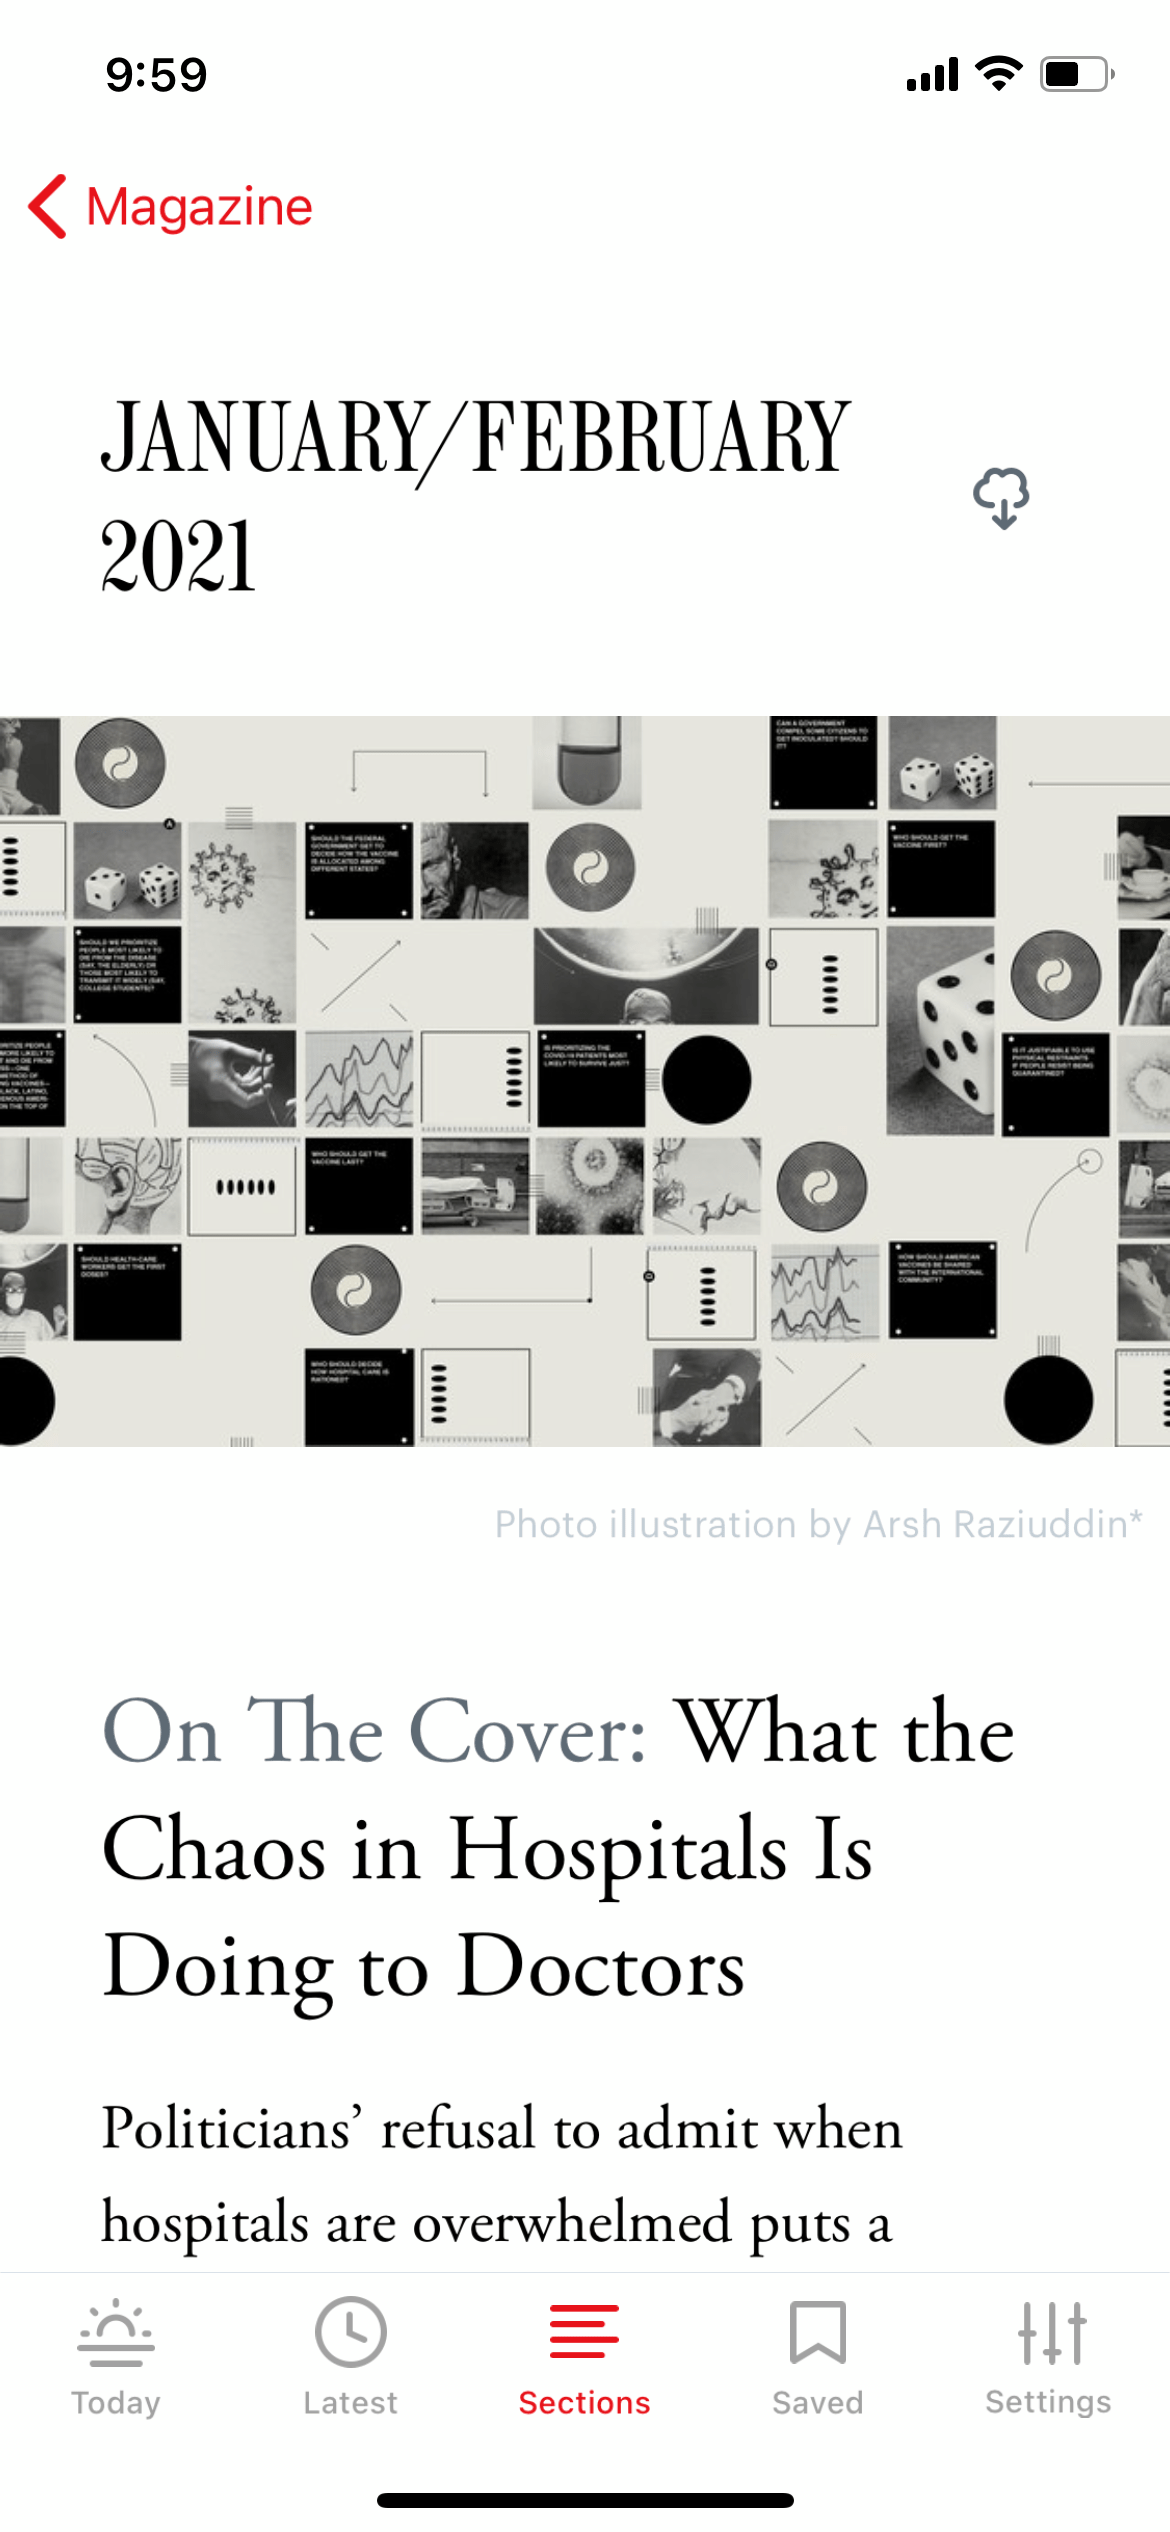 9:59
Magazine
JANUARY/FEBRUARY
2021
CAN A GOVERNMENT
COMPEL SOME CITIZENS TO
GET INOCULATED? SHOULD
IT?
SHOULD THE FEDERAL
GOVERNMENT GET TO
DECIDE HOW THE VACCINE
IS ALLOCATED AMONG
DIFFERENT STATES?
WHO SHOULD GET THE
VACCINE FIRST?
SHOULD WE PRIORITIZE
PEOPLE MOST LIKELY TO
DIE FROM THE DISEASE
(SAY, THE ELDERLY) OR
THOSE MOST LIKELY TO
TRANSMIT IT WIDELY (SAY,
COLLEGE STUDENTS)?
IS PRIORITIZING THE
COVID-19 PATIENTS MOST
LIKELY TO SURVIVE JUST?
IS IT JUSTIFIABLE TO USE
PHYSICAL RESTRAINTS
IF PEOPLE RESIST BEING
QUARANTINED?
WHO SHOULD GET THE
VACCINE LAST?
SHOULD HEALTH-CARE
WORKERS GET THE FIRST
DOSES?
HOW SHOULD AMERICAN
VACCINES BE SHARED
WITH THE INTERNATIONAL
COMMUNITY?
WHO SHOULD DECIDE
HOW HOSPITAL CARE IS
RATIONED?
Photo illustration by Arsh Raziuddin*
On The Cover: What the
Chaos in Hospitals Is
Doing to Doctors
Politicians’ refusal to admit when
hospitals are overwhelmed puts a
Today
Latest
Sections
Saved
Settings